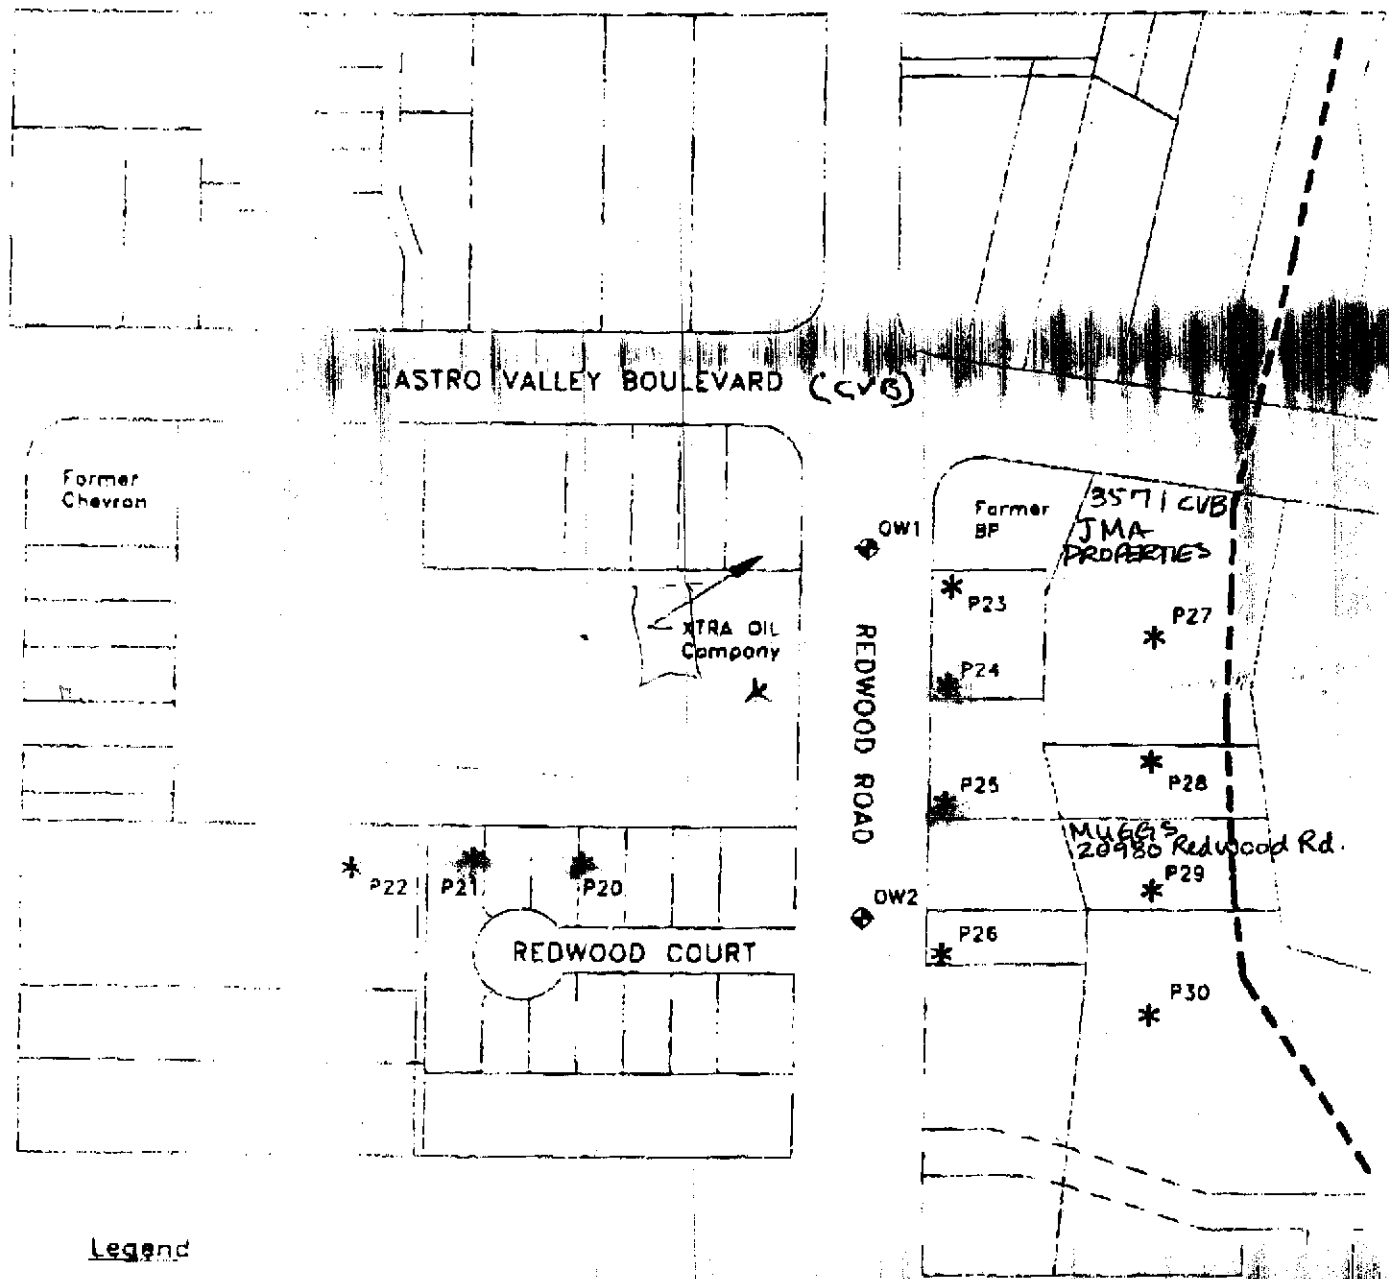 ASTRO VALLEY BOULEVARD (CVB)
Former
Chevron
OW1
Former
BP
3571 CVB
JMA
PROPERTIES
P23
P27
XTRA OIL
Company
P24
REDWOOD ROAD
P25
P28
MUGGS
20980 Redwood Rd.
P22
P21
P20
P29
OW2
REDWOOD COURT
P26
P30
Legend